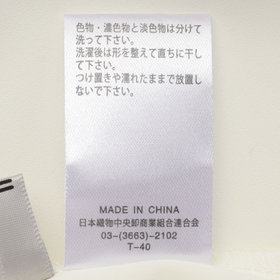 色物・濃色物と淡色物は分けて
洗って下さい。
洗濯後は形を整えて直ちに干し
て下さい。
つけ置きや濡れたままで放置し
ないで下さい。
MADE IN CHINA
日本織物中央卸商業組合連合会
03-(3663)-2102
T-40